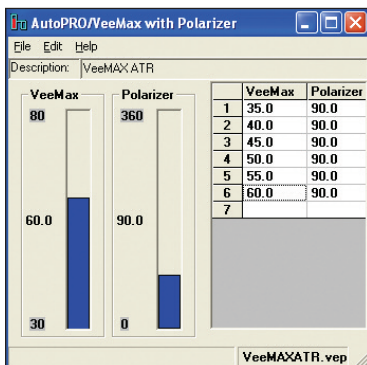 AutoPRO/VeeMax with Polarizer
File Edit Help
Description: VeeMAX ATR
VeeMax
80
60.0
30
Polarizer
360
90.0
0
VeeMax Polarizer
1 35.0 90.0
2 40.0 90.0
3 45.0 90.0
4 50.0 90.0
5 55.0 90.0
6 60.0 90.0
7
VeeMAXATR.vep